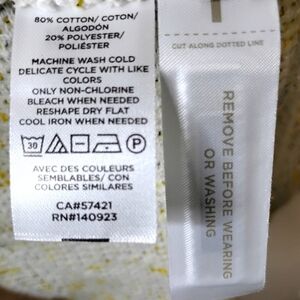 80% COTTON/ COTON/
ALGODÓN
20% POLYESTER/
POLIÉSTER
MACHINE WASH COLD
DELICATE CYCLE WITH LIKE
COLORS
ONLY NON-CHLORINE
BLEACH WHEN NEEDED
RESHAPE DRY FLAT
COOL IRON WHEN NEEDED
30
P
AVEC DES COULEURS
SEMBLABLES/ CON
COLORES SIMILARES
CA#57421
RN#140923
CUT ALONG DOTTED LINE
REMOVE BEFORE WEARING
OR WASHING